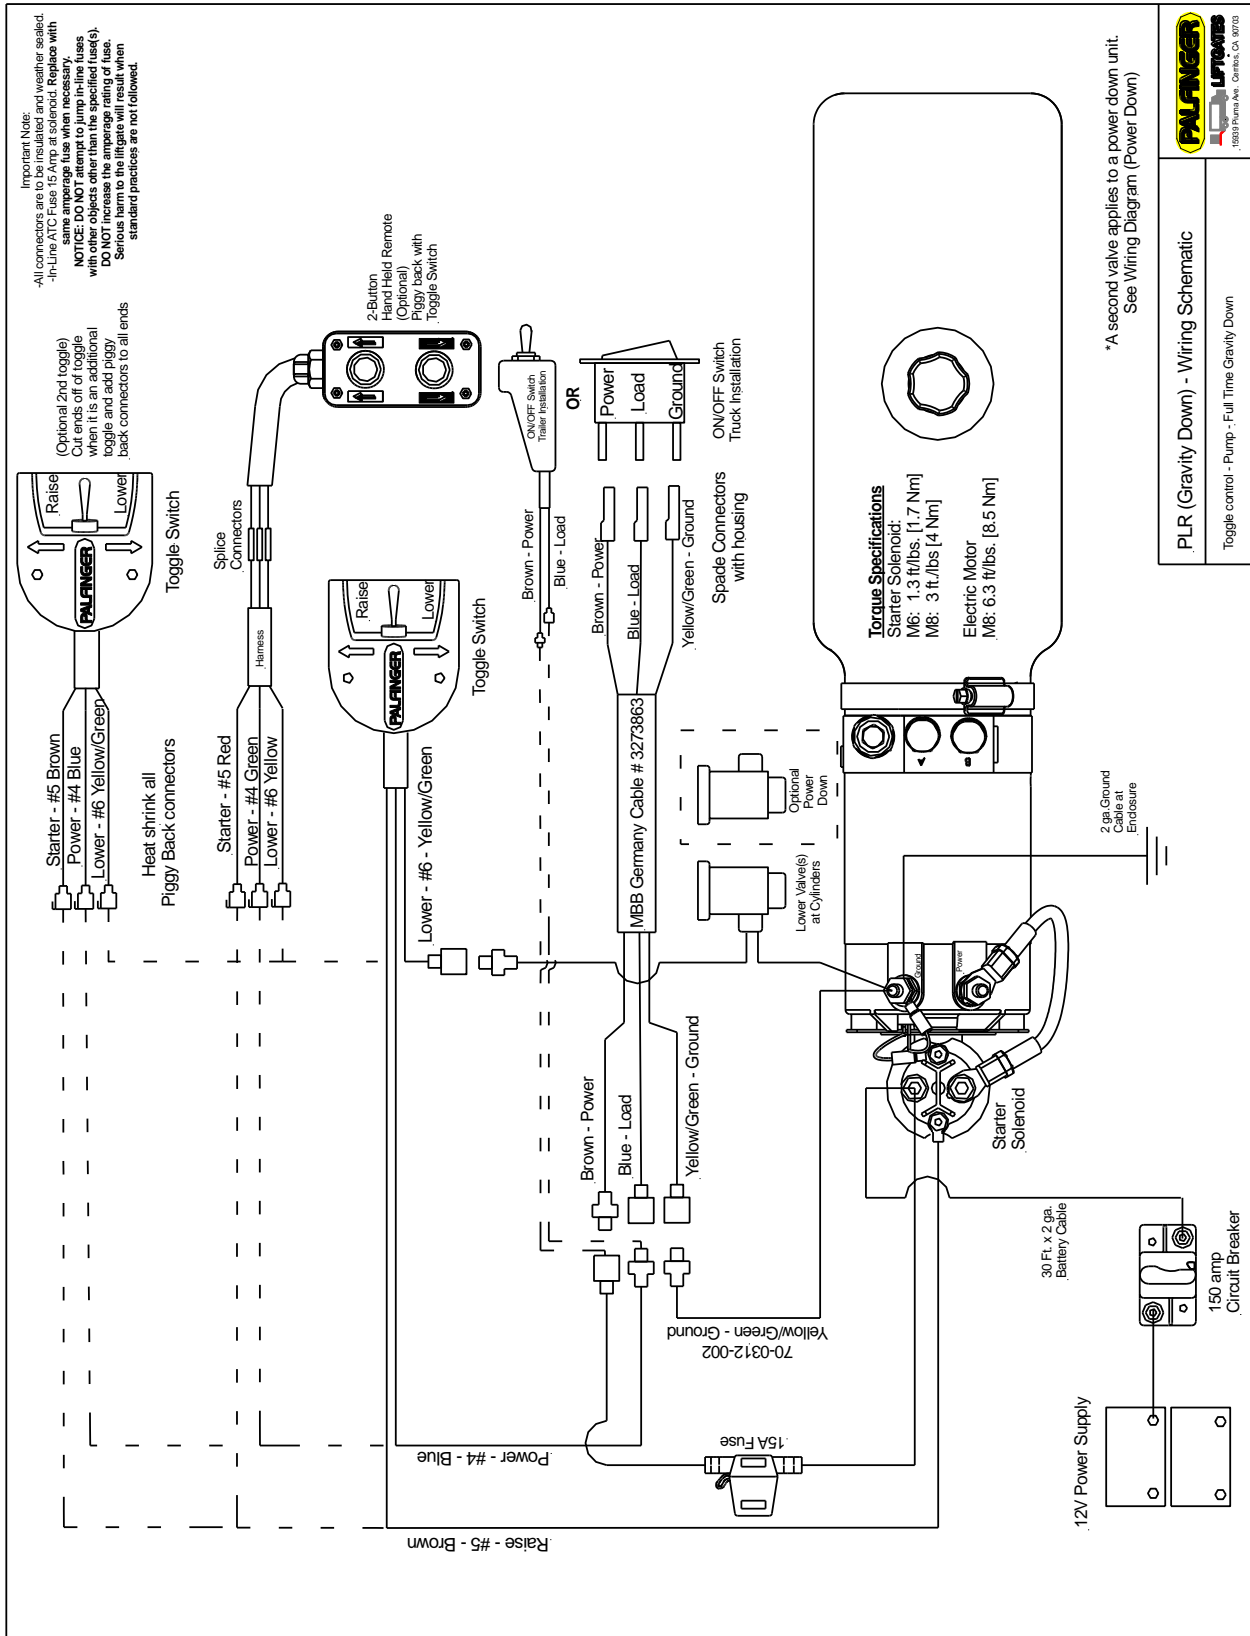 Important Note:
-All connectors are to be insulated and weather sealed.
-In-Line ATC Fuse 15 Amp at solenoid. Replace with
same amperage fuse when necessary.
NOTICE: DO NOT attempt to jump in-line fuses
with other objects other than the specified fuse(s).
DO NOT increase the amperage rating of fuse.
Serious harm to the liftgate will result when
standard practices are not followed.
(Optional 2nd toggle)
Cut ends off of toggle
when it is an additional
toggle and add piggy
back connectors to all ends
Raise
Lower
PALFINGER
Toggle Switch
Starter - #5 Brown
Power - #4 Blue
Lower - #6 Yellow/Green
Heat shrink all
Piggy Back connectors
2-Button
Hand Held Remote
(Optional)
Piggy back with
Toggle Switch
Splice
Connectors
Harness
Starter - #5 Red
Power - #4 Green
Lower - #6 Yellow
Raise
Lower
PALFINGER
Toggle Switch
Lower - #6 - Yellow/Green
ON/OFF Switch
Trailer Installation
OR
Brown - Power
Blue - Load
Power
Load
Ground
ON/OFF Switch
Truck Installation
Brown - Power
Blue - Load
Yellow/Green - Ground
Spade Connectors
with housing
MBB Germany Cable # 3273863
Optional
Power
Down
Lower Valve(s)
at Cylinders
Brown - Power
Blue - Load
Yellow/Green - Ground
Yellow/Green - Ground
70-0312-002
Power - #4 - Blue
Raise - #5 - Brown
15A Fuse
Torque Specifications
Starter Solenoid:
M6: 1.3 ft/lbs. [1.7 Nm]
M8: 3 ft./lbs [4 Nm]
Electric Motor
M8: 6.3 ft/lbs. [8.5 Nm]
A
B
Ground
Power
2 ga.Ground
Cable at
Enclosure
Starter
Solenoid
30 Ft. x 2 ga.
Battery Cable
150 amp
Circuit Breaker
12V Power Supply
*A second valve applies to a power down unit.
See Wiring Diagram (Power Down)
PALFINGER
LIFTGATES
15939 Piuma Ave. Cerritos, CA 90703
PLR (Gravity Down) - Wiring Schematic
Toggle control - Pump - Full Time Gravity Down